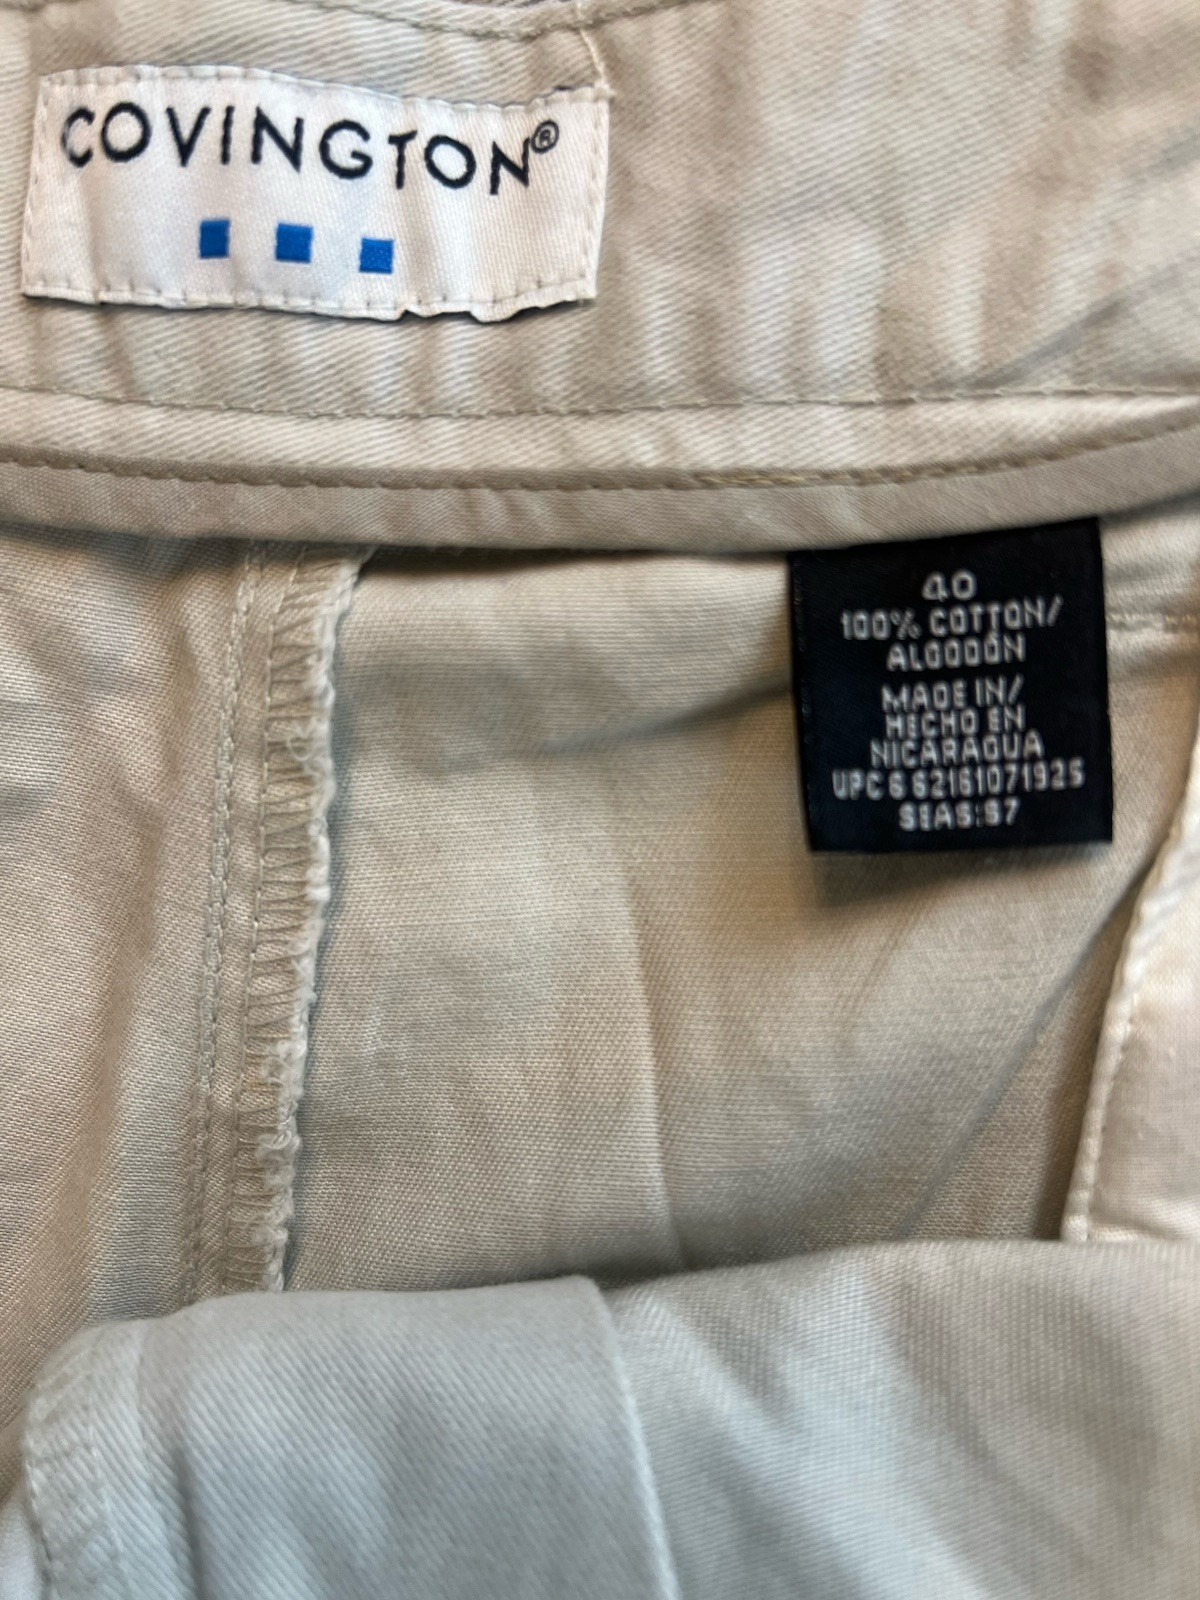 COVINGTON®
40
100% COTTON/
ALGODÓN
MADE IN/
HECHO EN
NICARAGUA
UPC 6 62161071925
SEAS:S7